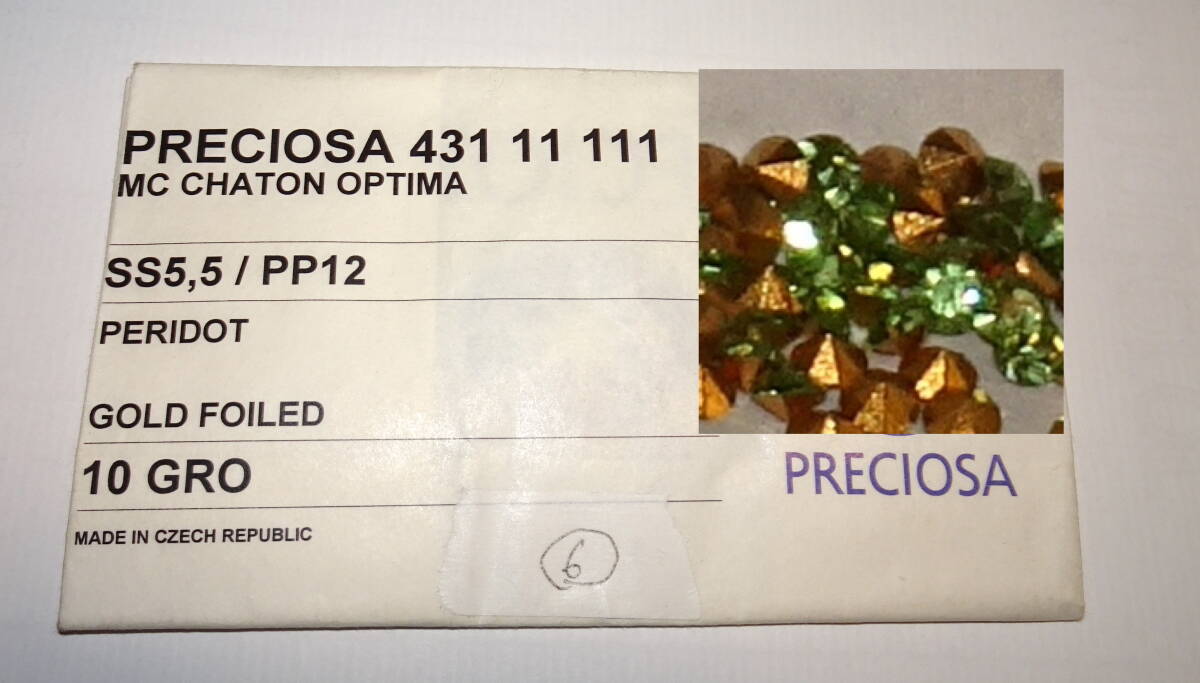 PRECIOSA 431 11 111
MC CHATON OPTIMA
SS5,5 / PP12
PERIDOT
GOLD FOILED
10 GRO
MADE IN CZECH REPUBLIC
PRECIOSA
6